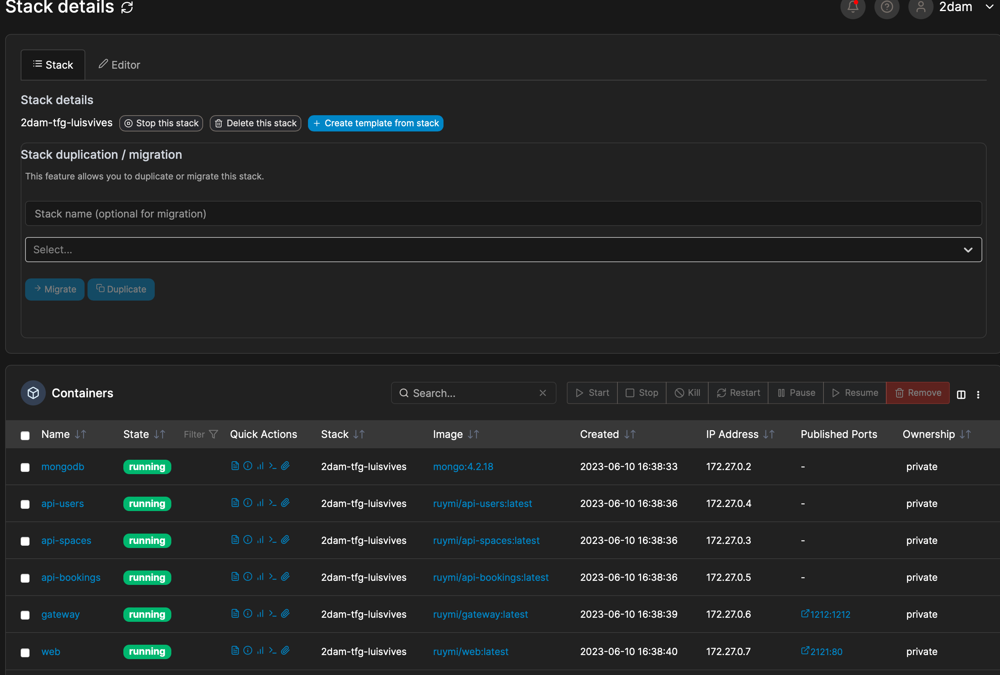 Stack details
2dam
Stack
Editor
Stack details
2dam-tfg-luisvives Stop this stack Delete this stack + Create template from stack
Stack duplication / migration
This feature allows you to duplicate or migrate this stack.
Stack name (optional for migration)
Select...
Migrate Duplicate
Containers Search... Start Stop Kill Restart Pause Resume Remove
Name State Filter Quick Actions Stack Image Created IP Address Published Ports Ownership
mongodb running 2dam-tfg-luisvives mongo:4.2.18 2023-06-10 16:38:33 172.27.0.2 - private
api-users running 2dam-tfg-luisvives ruymi/api-users:latest 2023-06-10 16:38:36 172.27.0.4 - private
api-spaces running 2dam-tfg-luisvives ruymi/api-spaces:latest 2023-06-10 16:38:36 172.27.0.3 - private
api-bookings running 2dam-tfg-luisvives ruymi/api-bookings:latest 2023-06-10 16:38:36 172.27.0.5 - private
gateway running 2dam-tfg-luisvives ruymi/gateway:latest 2023-06-10 16:38:39 172.27.0.6 1212:1212 private
web running 2dam-tfg-luisvives ruymi/web:latest 2023-06-10 16:38:40 172.27.0.7 2121:80 private